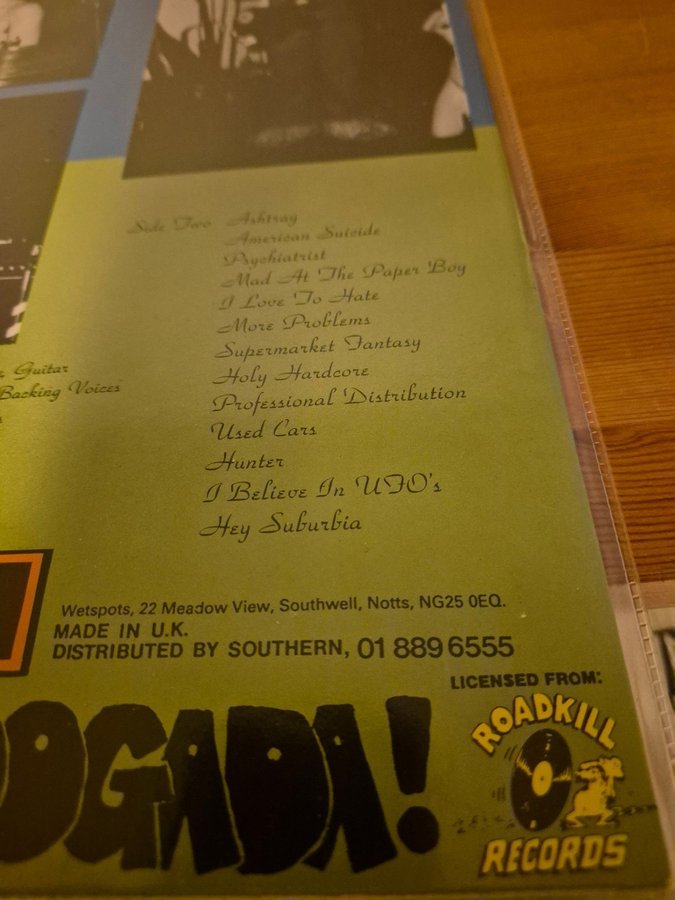 Side Two Ashtray
American Suicide
Psychiatrist
Mad At The Paper Boy
I Love To Hate
More Problems
Supermarket Fantasy
Holy Hardcore
Professional Distribution
Used Cars
Hunter
I Believe In UFO's
Hey Suburbia
Guitar
Backing Voices
Wetspots, 22 Meadow View, Southwell, Notts, NG25 0EQ.
MADE IN U.K.
DISTRIBUTED BY SOUTHERN, 01 889 6555
LICENSED FROM:
ROADKILL
RECORDS
OGADA!